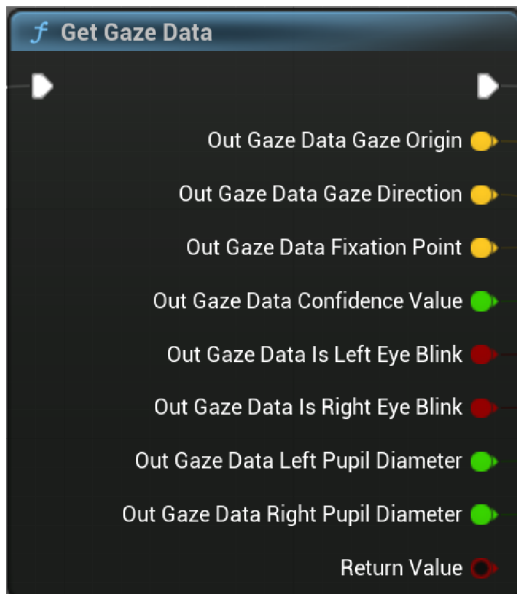 f Get Gaze Data
Out Gaze Data Gaze Origin
Out Gaze Data Gaze Direction
Out Gaze Data Fixation Point
Out Gaze Data Confidence Value
Out Gaze Data Is Left Eye Blink
Out Gaze Data Is Right Eye Blink
Out Gaze Data Left Pupil Diameter
Out Gaze Data Right Pupil Diameter
Return Value